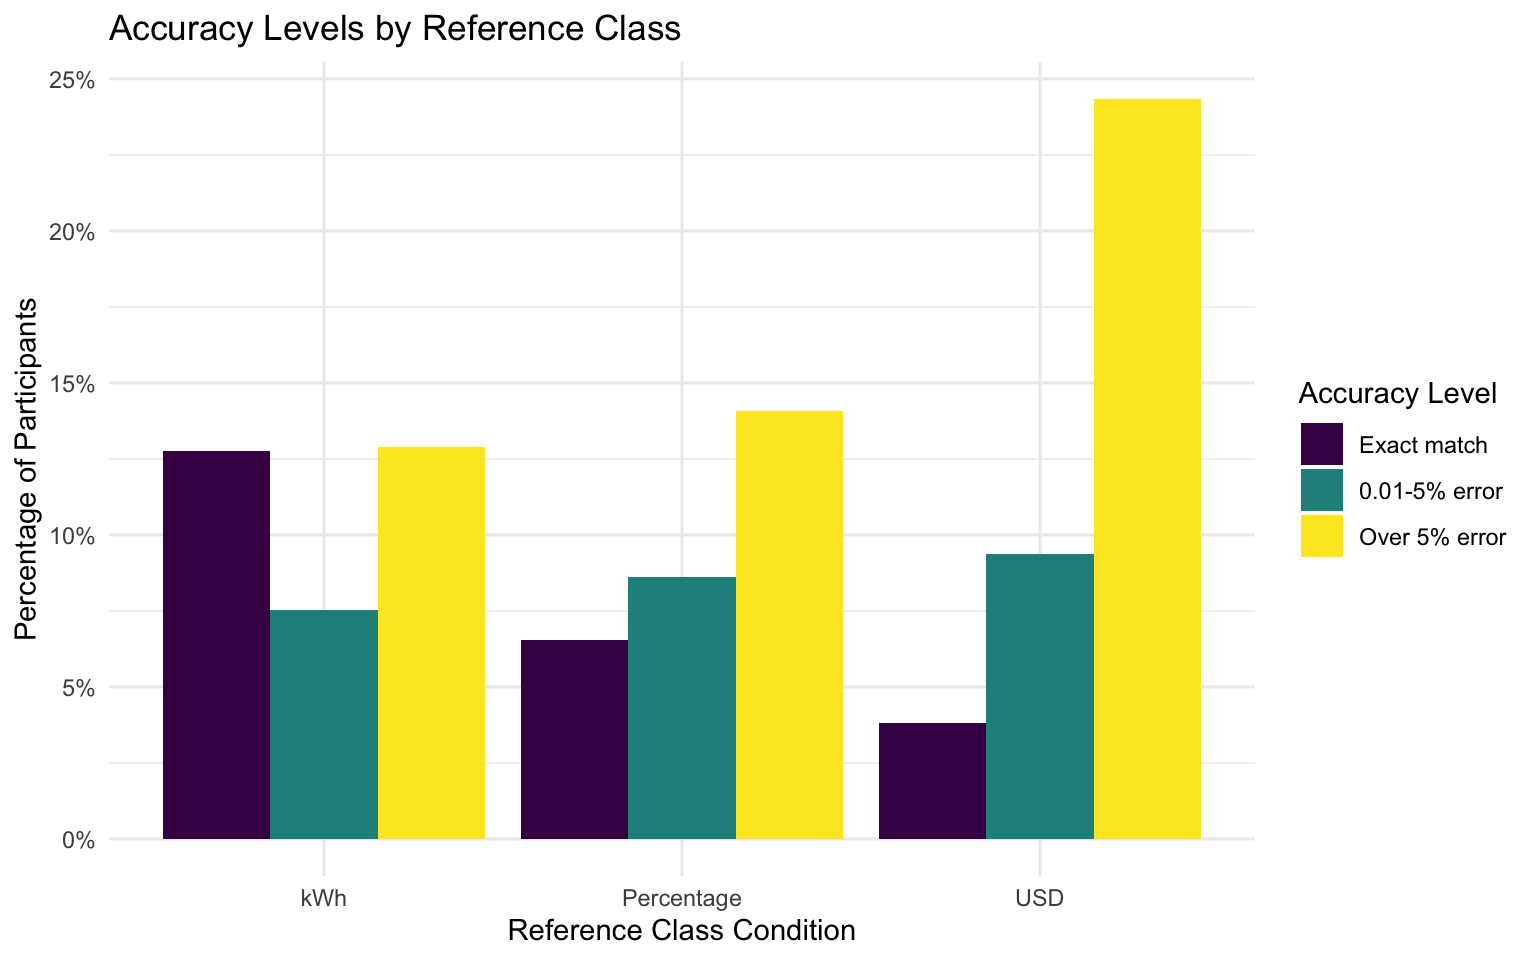 Accuracy Levels by Reference Class
25%
20%
15%
10%
5%
0%
Percentage of Participants
kWh
Percentage
USD
Reference Class Condition
Accuracy Level
Exact match
0.01-5% error
Over 5% error